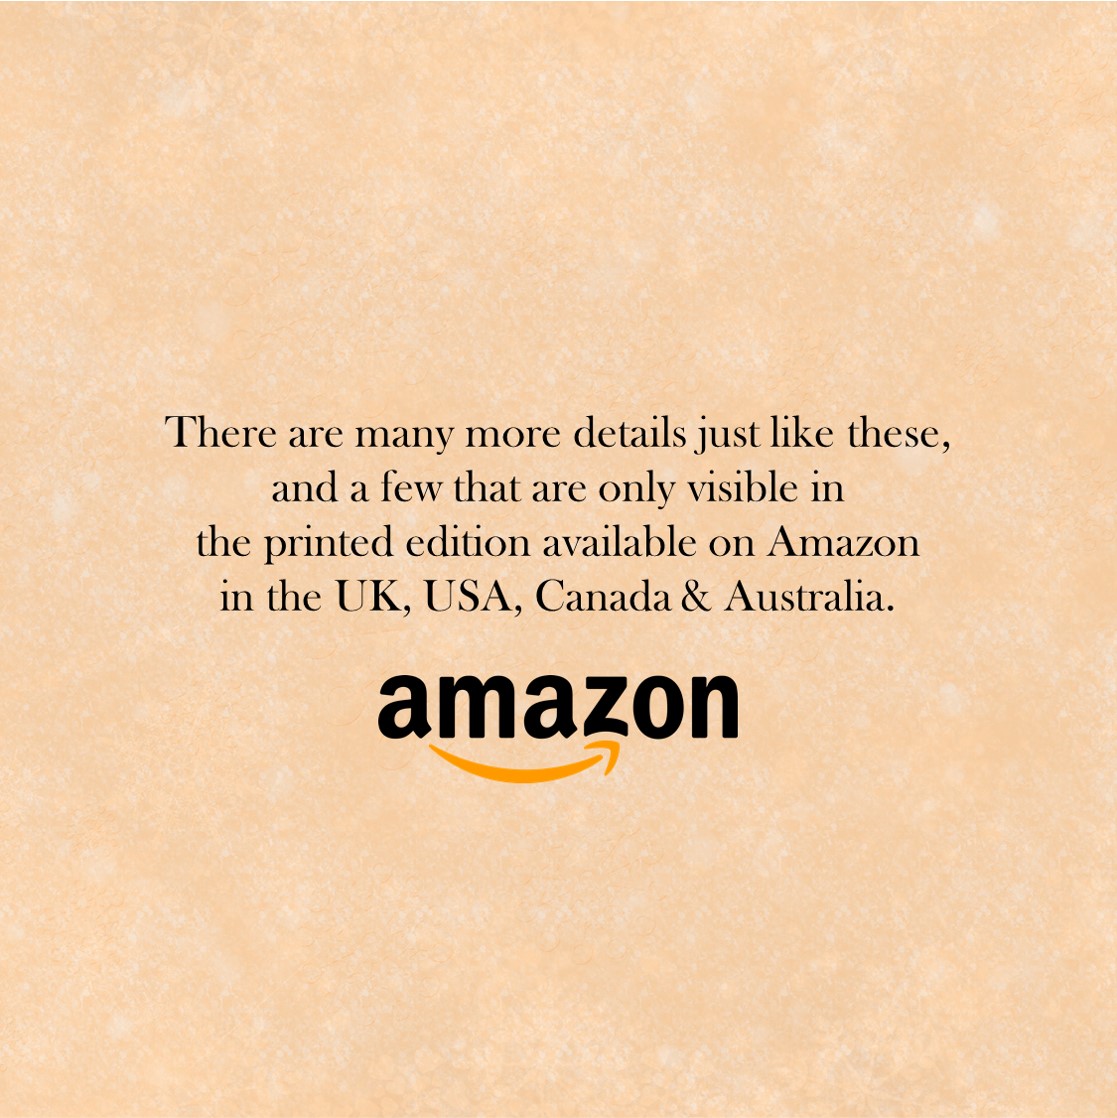 There are many more details just like these,
and a few that are only visible in
the printed edition available on Amazon
in the UK, USA, Canada & Australia.
amazon